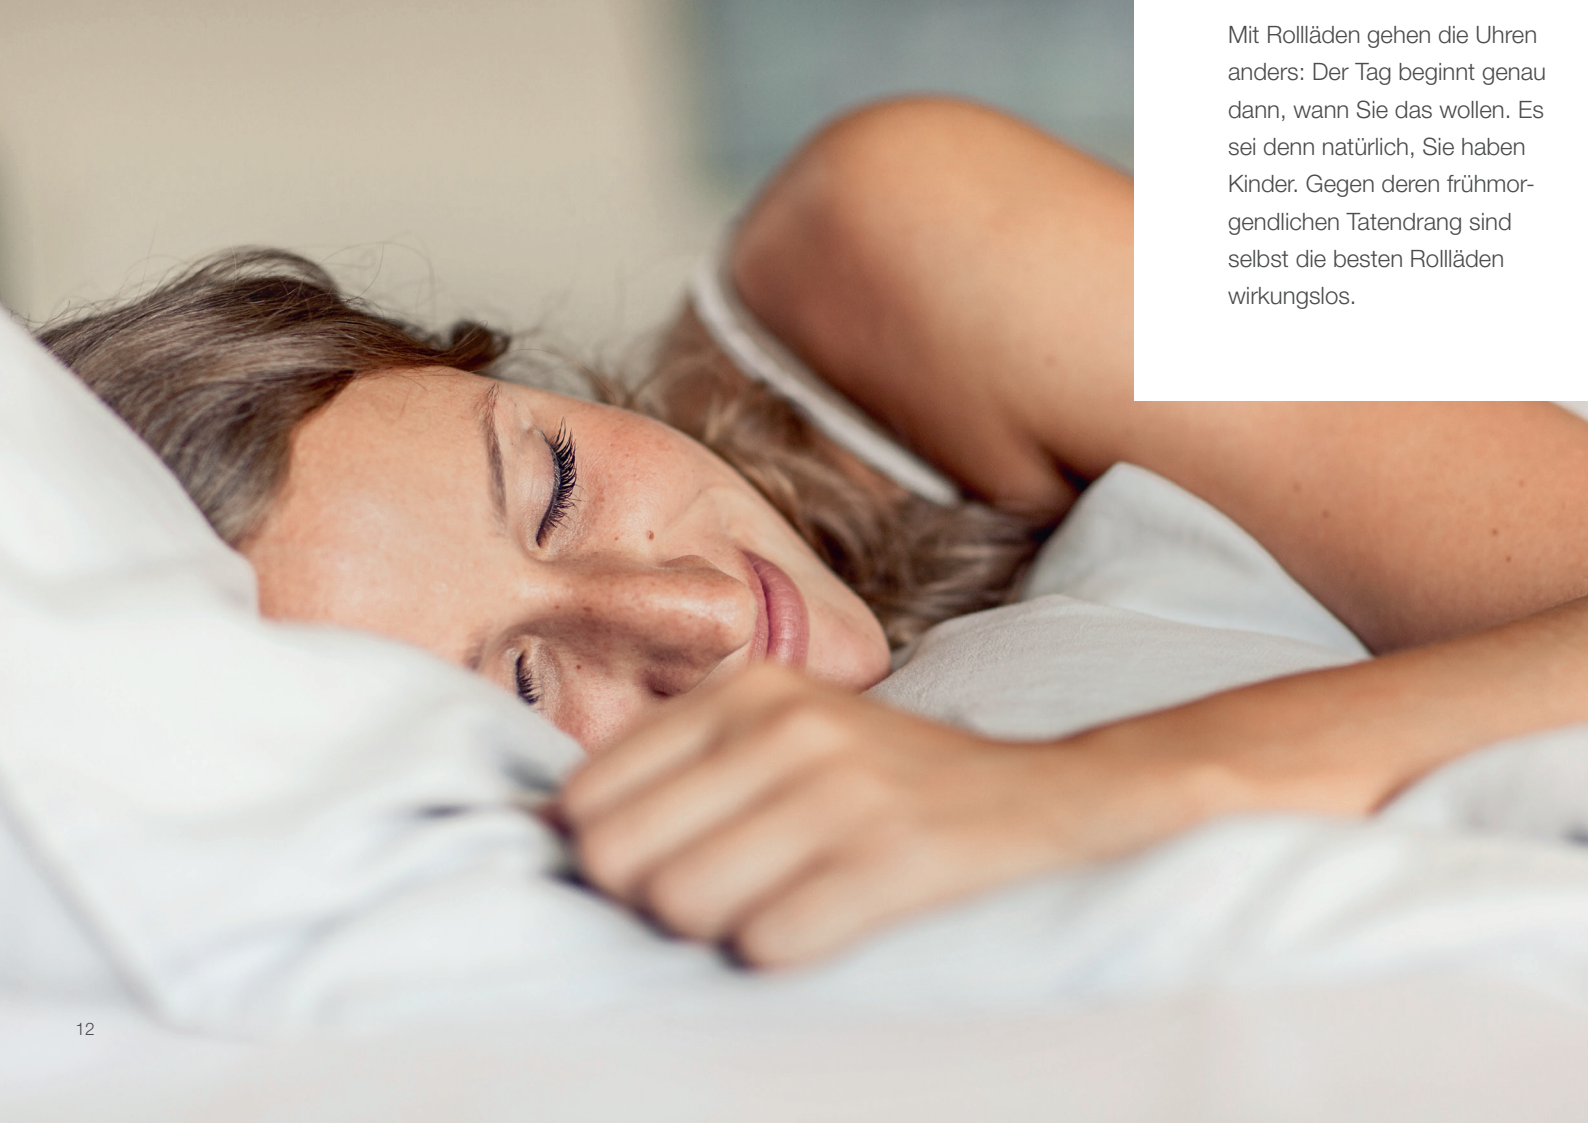 Mit Rollläden gehen die Uhren
anders: Der Tag beginnt genau
dann, wann Sie das wollen. Es
sei denn natürlich, Sie haben
Kinder. Gegen deren frühmor-
gendlichen Tatendrang sind
selbst die besten Rollläden
wirkungslos.
12